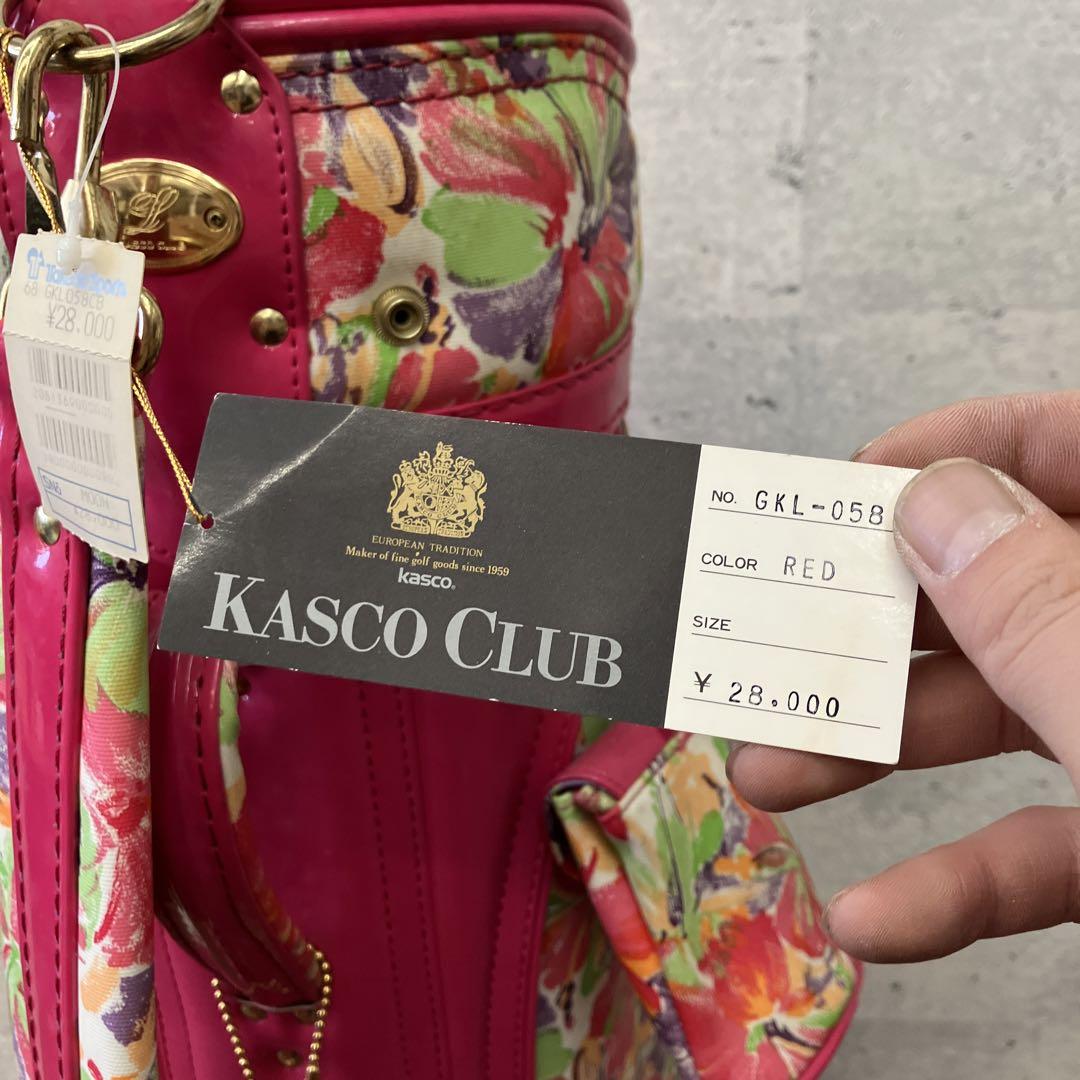 68 GKL058CB
¥28.000
EUROPEAN TRADITION
Maker of fine golf goods since 1959
kasco®
KASCO CLUB
NO. GKL-058
COLOR RED
SIZE
¥ 28.000